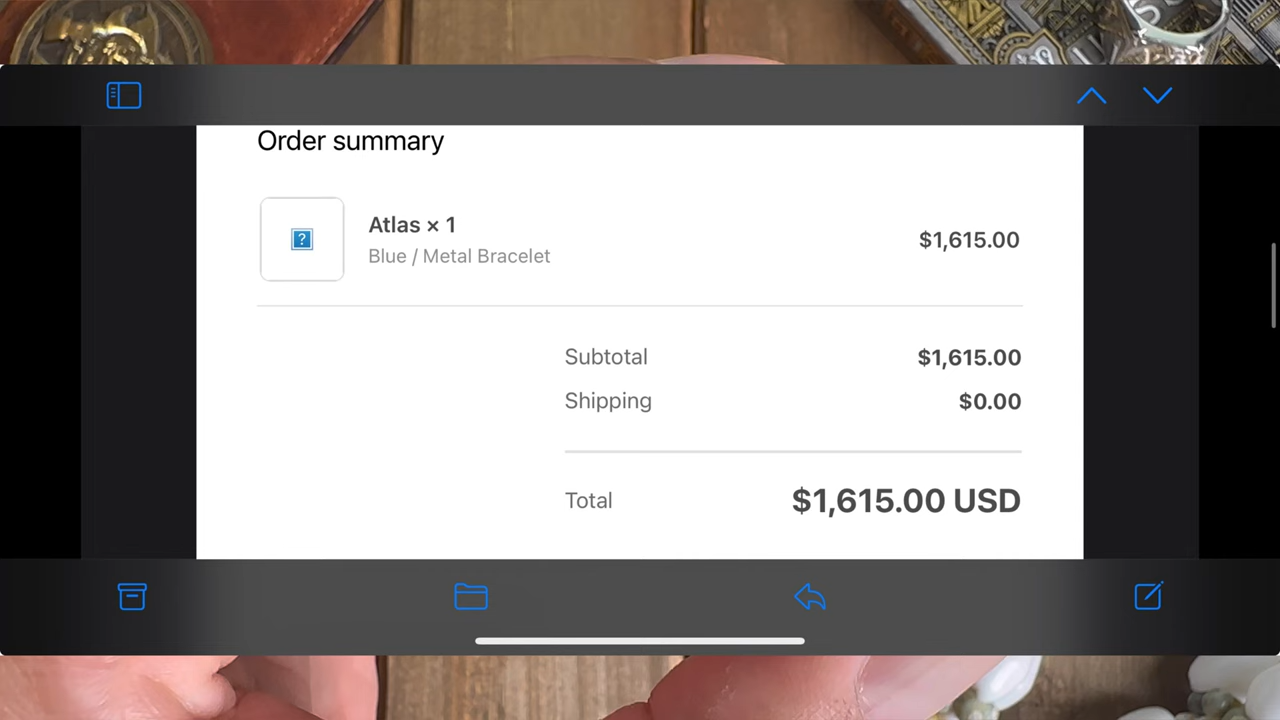 Order summary
Atlas × 1
Blue / Metal Bracelet
$1,615.00
Subtotal
$1,615.00
Shipping
$0.00
Total
$1,615.00 USD